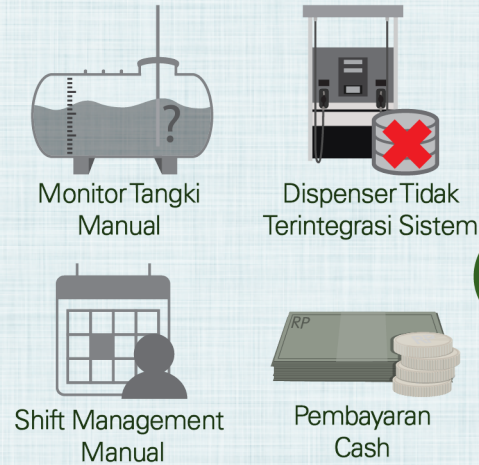 ?
Monitor Tangki
Manual
Dispenser Tidak
Terintegrasi Sistem
RP
Shift Management
Manual
Pembayaran
Cash